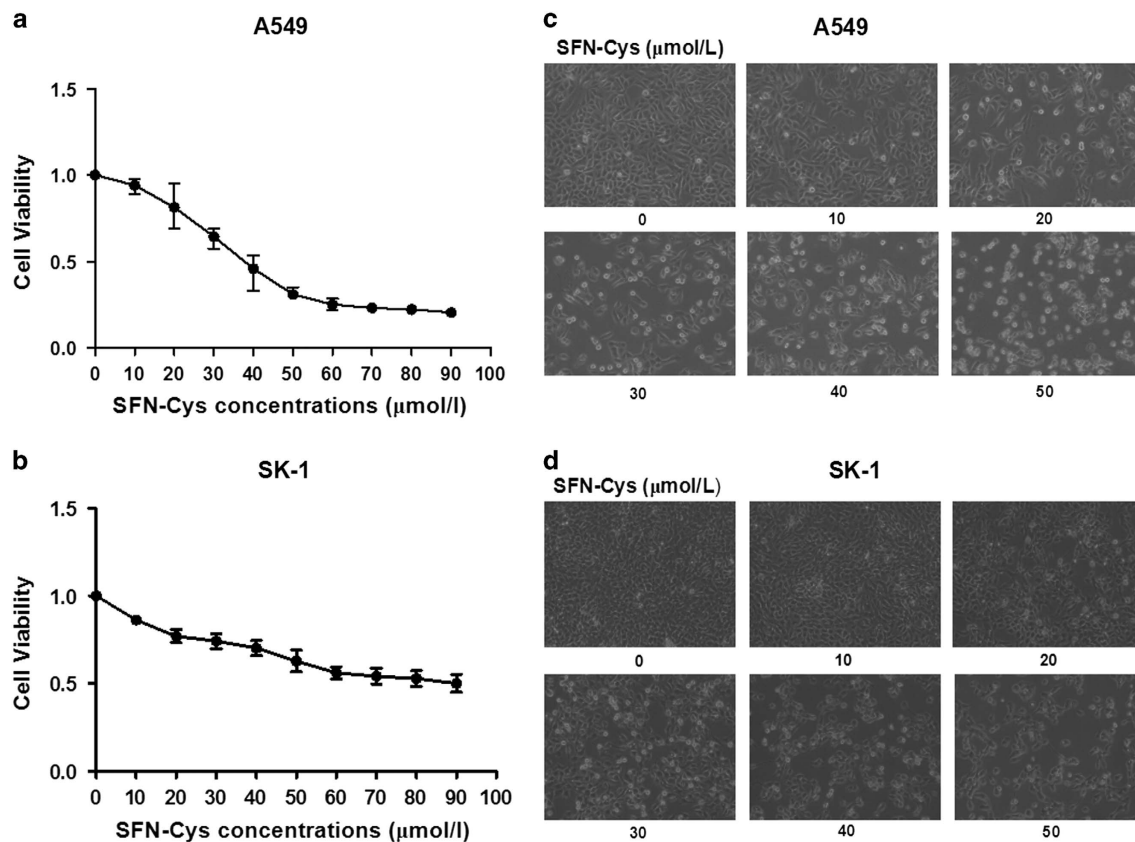 a
A549
1.5
1.0
0.5
0.0
Cell Viability
0 10 20 30 40 50 60 70 80 90 100
SFN-Cys concentrations (μmol/l)
b
SK-1
1.5
1.0
0.5
0.0
Cell Viability
0 10 20 30 40 50 60 70 80 90 100
SFN-Cys concentrations (μmol/l)
c
A549
SFN-Cys (μmol/L)
0 10 20
30 40 50
d
SK-1
SFN-Cys (μmol/L)
0 10 20
30 40 50